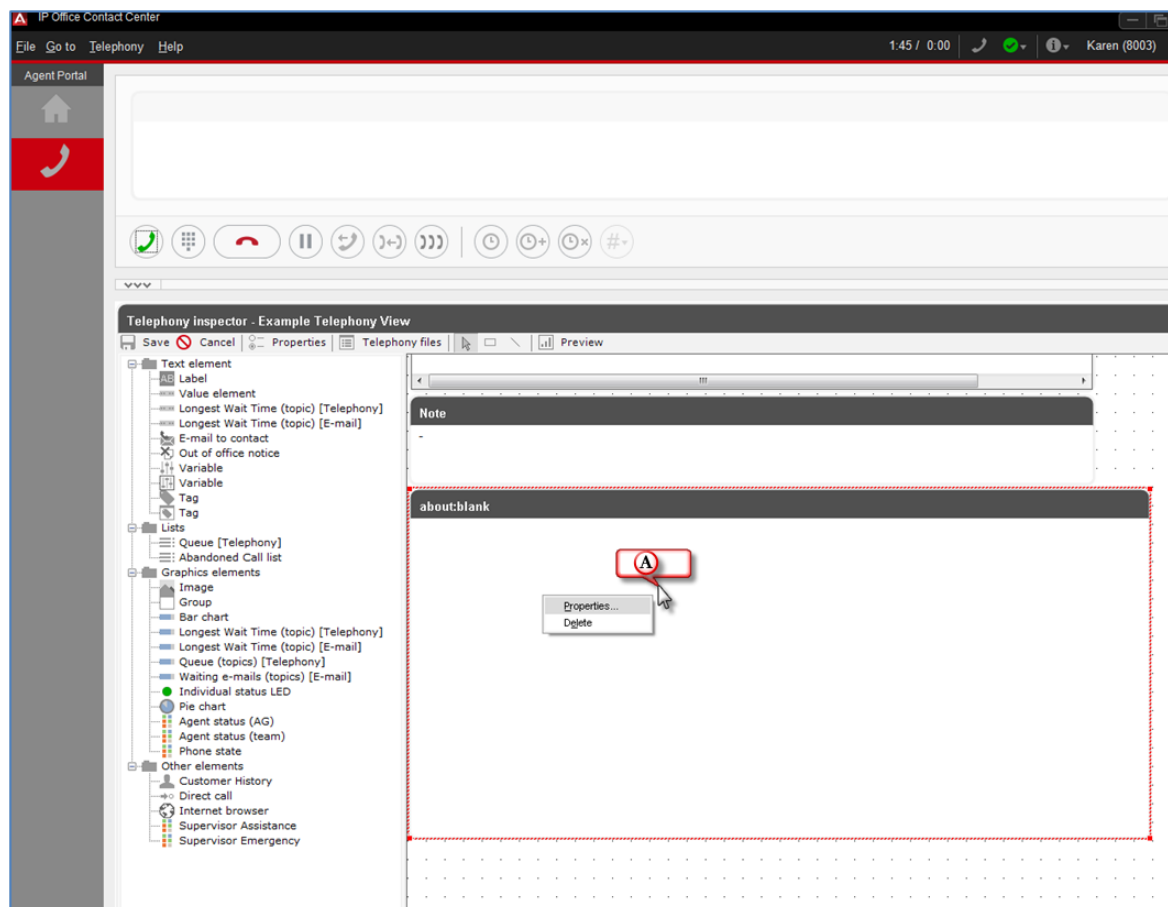 IP Office Contact Center
File Go to Telephony Help 1:45 / 0:00 Karen (8003)
Agent Portal
Telephony inspector - Example Telephony View
Save Cancel Properties Telephony files Preview
Text element
AB Label
Value element
Longest Wait Time (topic) [Telephony]
Longest Wait Time (topic) [E-mail]
E-mail to contact
Out of office notice
Variable
Variable
Tag
Tag
Lists
Queue [Telephony]
Abandoned Call list
Graphics elements
Image
Group
Bar chart
Longest Wait Time (topic) [Telephony]
Longest Wait Time (topic) [E-mail]
Queue (topics) [Telephony]
Waiting e-mails (topics) [E-mail]
Individual status LED
Pie chart
Agent status (AG)
Agent status (team)
Phone state
Other elements
Customer History
Direct call
Internet browser
Supervisor Assistance
Supervisor Emergency
Note
-
about:blank
A
Properties...
Delete